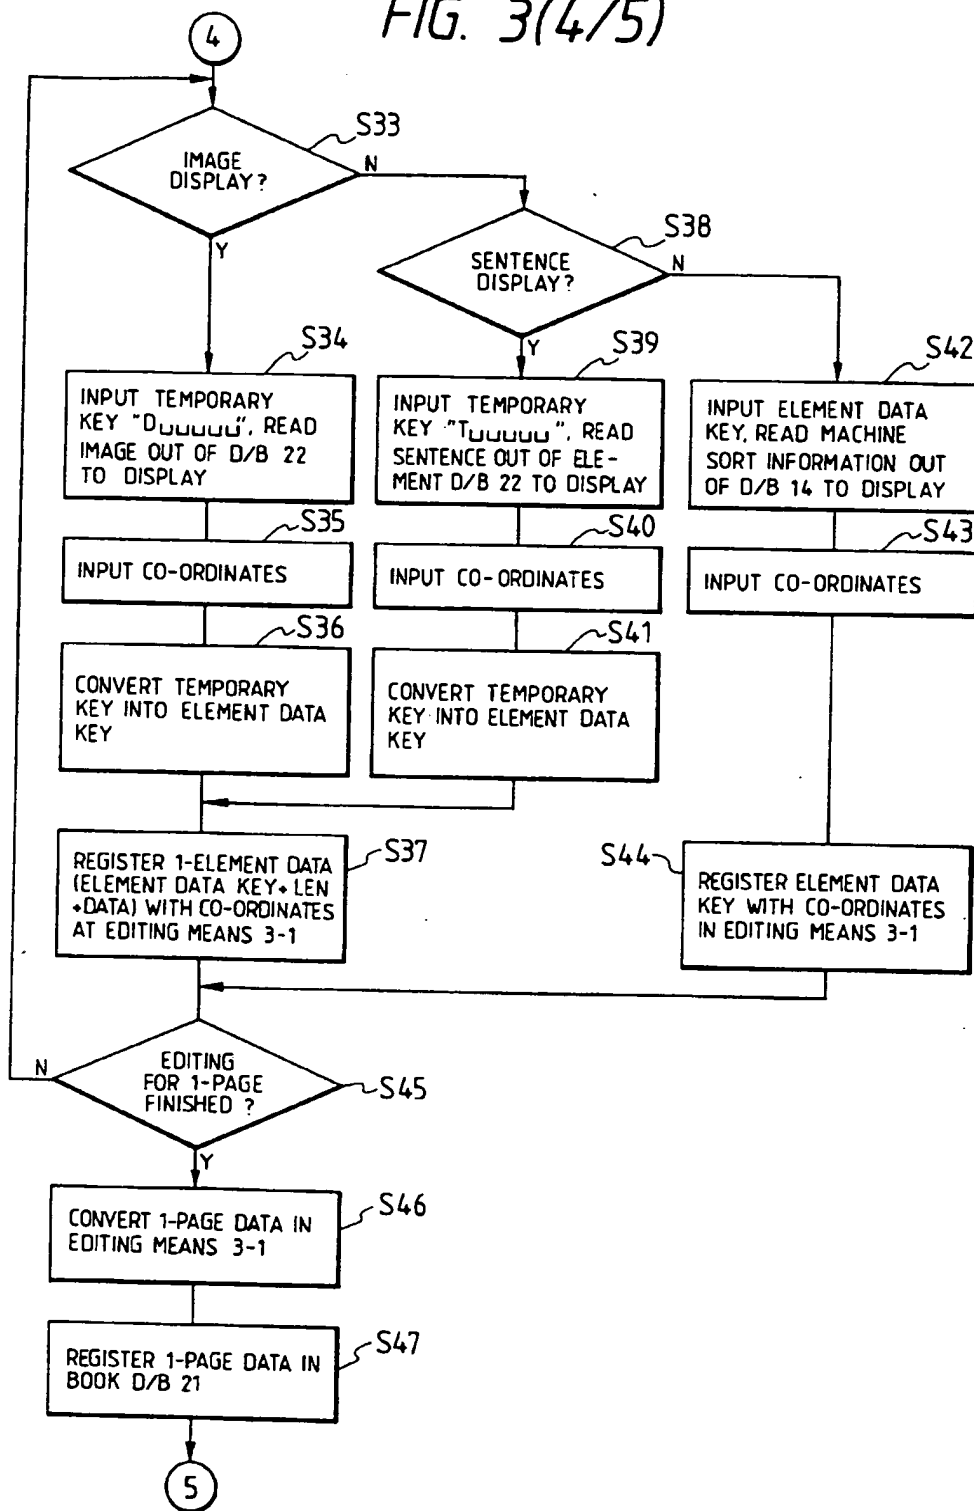 FIG. 3(4/5)
4
S33
IMAGE
DISPLAY?
N
Y
S38
SENTENCE
DISPLAY?
N
Y
S34
INPUT TEMPORARY
KEY "D␣␣␣␣␣", READ
IMAGE OUT OF D/B 22
TO DISPLAY
S39
INPUT TEMPORARY
KEY "T␣␣␣␣␣", READ
SENTENCE OUT OF ELE-
MENT D/B 22 TO DISPLAY
S42
INPUT ELEMENT DATA
KEY, READ MACHINE
SORT INFORMATION OUT
OF D/B 14 TO DISPLAY
S35
INPUT CO-ORDINATES
S40
INPUT CO-ORDINATES
S43
INPUT CO-ORDINATES
S36
CONVERT TEMPORARY
KEY INTO ELEMENT DATA
KEY
S41
CONVERT TEMPORARY
KEY INTO ELEMENT DATA
KEY
S37
REGISTER 1-ELEMENT DATA
(ELEMENT DATA KEY+ LEN
+DATA) WITH CO-ORDINATES
AT EDITING MEANS 3-1
S44
REGISTER ELEMENT DATA
KEY WITH CO-ORDINATES
IN EDITING MEANS 3-1
N
EDITING
FOR 1-PAGE
FINISHED ?
S45
Y
S46
CONVERT 1-PAGE DATA IN
EDITING MEANS 3-1
S47
REGISTER 1-PAGE DATA IN
BOOK D/B 21
5